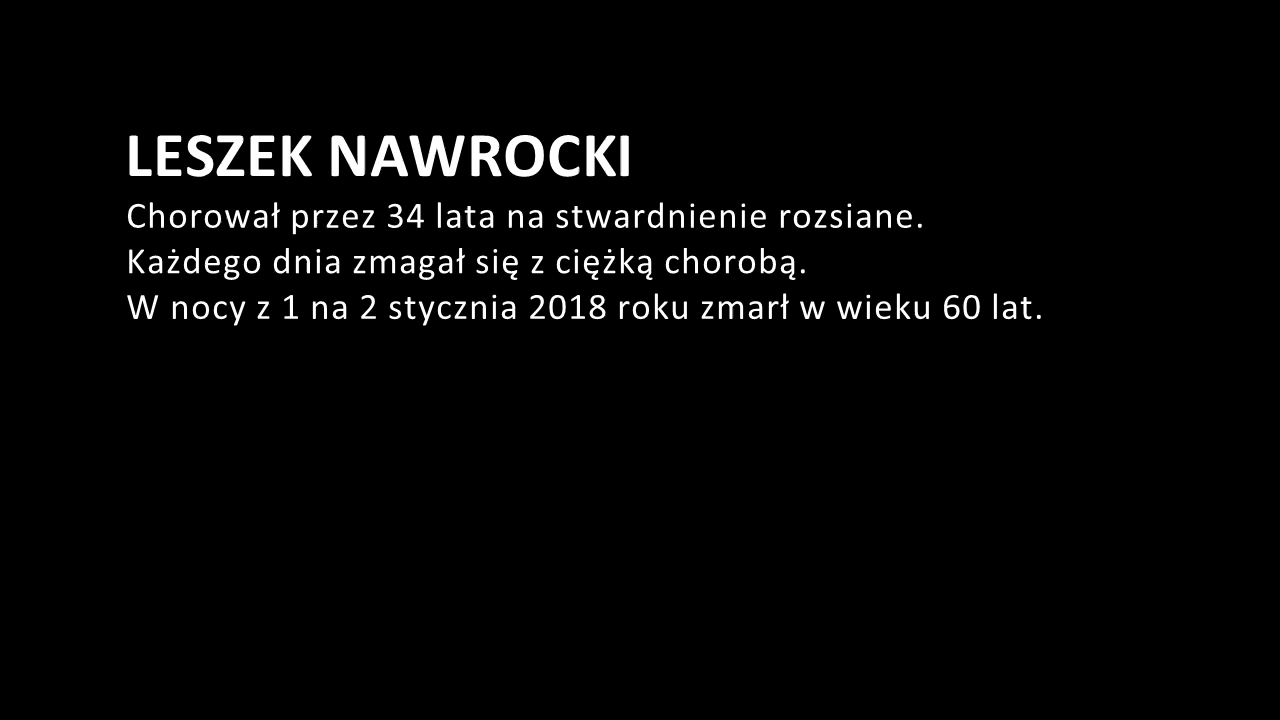 LESZEK NAWROCKI
Chorował przez 34 lata na stwardnienie rozsiane.
Każdego dnia zmagał się z ciężką chorobą.
W nocy z 1 na 2 stycznia 2018 roku zmarł w wieku 60 lat.